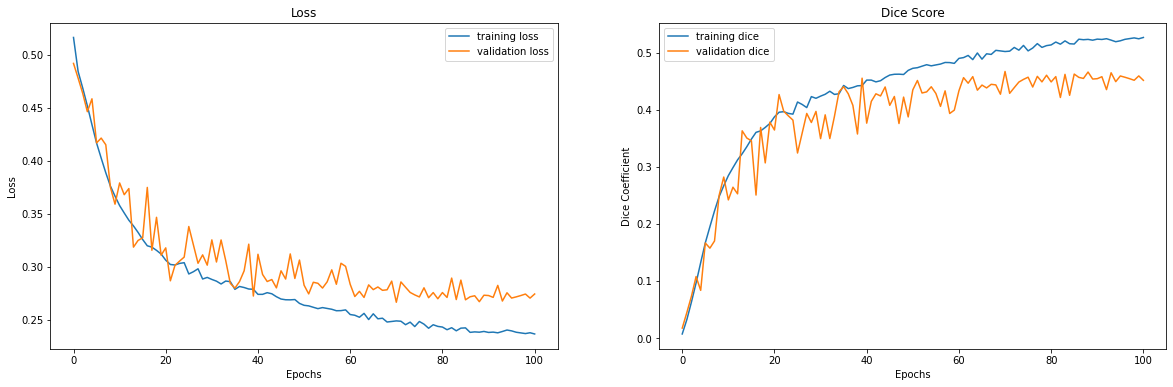 Loss
training loss
validation loss
0.50
0.45
0.40
0.35
0.30
0.25
Loss
0
20
40
60
80
100
Epochs
Dice Score
training dice
validation dice
0.5
0.4
0.3
0.2
0.1
0.0
Dice Coefficient
0
20
40
60
80
100
Epochs